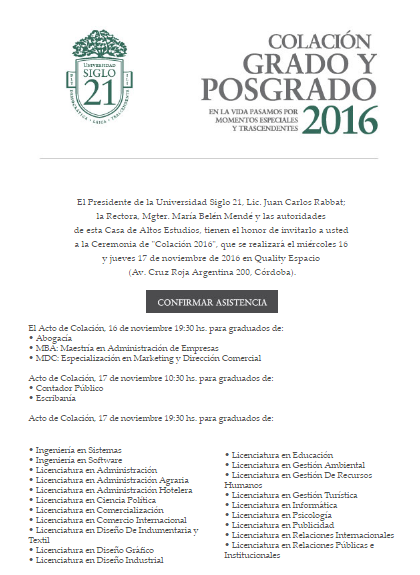 UNIVERSIDAD
SIGLO
21
COLACIÓN
GRADO Y
POSGRADO
EN LA VIDA PASAMOS POR
MOMENTOS ESPECIALES
Y TRASCENDENTES
2016
El Presidente de la Universidad Siglo 21, Lic. Juan Carlos Rabbat;
la Rectora, Mgter. María Belén Mendé y las autoridades
de esta Casa de Altos Estudios, tienen el honor de invitarlo a usted
a la Ceremonia de "Colación 2016", que se realizará el miércoles 16
y jueves 17 de noviembre de 2016 en Quality Espacio
(Av. Cruz Roja Argentina 200, Córdoba).
CONFIRMAR ASISTENCIA
El Acto de Colación, 16 de noviembre 19:30 hs. para graduados de:
• Abogacía
• MBA: Maestría en Administración de Empresas
• MDC: Especialización en Marketing y Dirección Comercial
Acto de Colación, 17 de noviembre 10:30 hs. para graduados de:
• Contador Público
• Escribanía
Acto de Colación, 17 de noviembre 19:30 hs. para graduados de:
• Ingeniería en Sistemas
• Ingeniería en Software
• Licenciatura en Administración
• Licenciatura en Administración Agraria
• Licenciatura en Administración Hotelera
• Licenciatura en Ciencia Política
• Licenciatura en Comercialización
• Licenciatura en Comercio Internacional
• Licenciatura en Diseño De Indumentaria y
Textil
• Licenciatura en Diseño Gráfico
• Licenciatura en Diseño Industrial
• Licenciatura en Educación
• Licenciatura en Gestión Ambiental
• Licenciatura en Gestión De Recursos
Humanos
• Licenciatura en Gestión Turística
• Licenciatura en Informática
• Licenciatura en Psicología
• Licenciatura en Publicidad
• Licenciatura en Relaciones Internacionales
• Licenciatura en Relaciones Públicas e
Institucionales